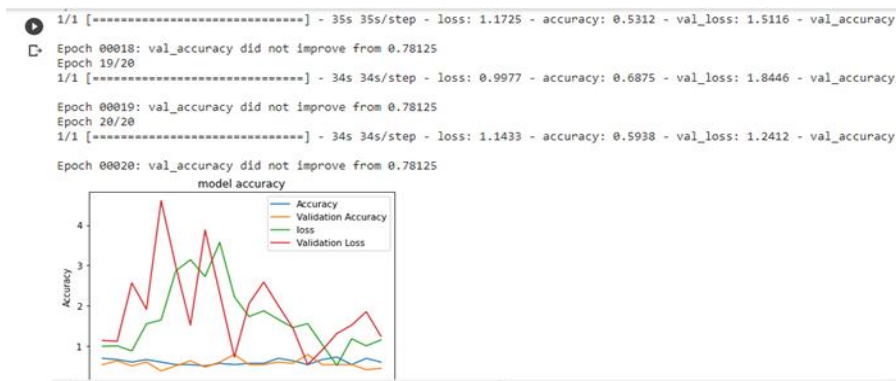 1/1 [==============================] - 35s 35s/step - loss: 1.1725 - accuracy: 0.5312 - val_loss: 1.5116 - val_accuracy
Epoch 00018: val_accuracy did not improve from 0.78125
Epoch 19/20
1/1 [==============================] - 34s 34s/step - loss: 0.9977 - accuracy: 0.6875 - val_loss: 1.8446 - val_accuracy
Epoch 00019: val_accuracy did not improve from 0.78125
Epoch 20/20
1/1 [==============================] - 34s 34s/step - loss: 1.1433 - accuracy: 0.5938 - val_loss: 1.2412 - val_accuracy
Epoch 00020: val_accuracy did not improve from 0.78125
model accuracy
Accuracy
Validation Accuracy
loss
Validation Loss
4
3
2
1
Accuracy